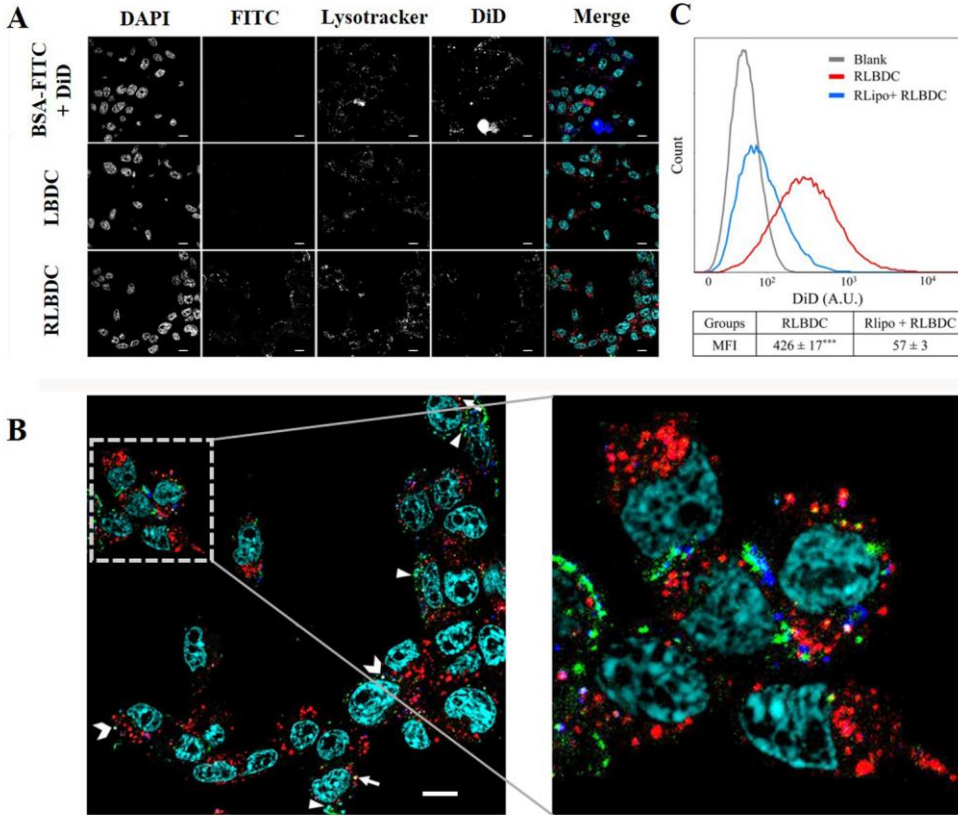 A
DAPI FITC Lysotracker DiD Merge
BSA-FITC
+ DiD
LBDC
RLBDC
C
Blank
RLBDC
RLipo+ RLBDC
Count
0 10² 10³ 10⁴
DiD (A.U.)
Groups RLBDC Rlipo + RLBDC
MFI 426 ± 17*** 57 ± 3
B